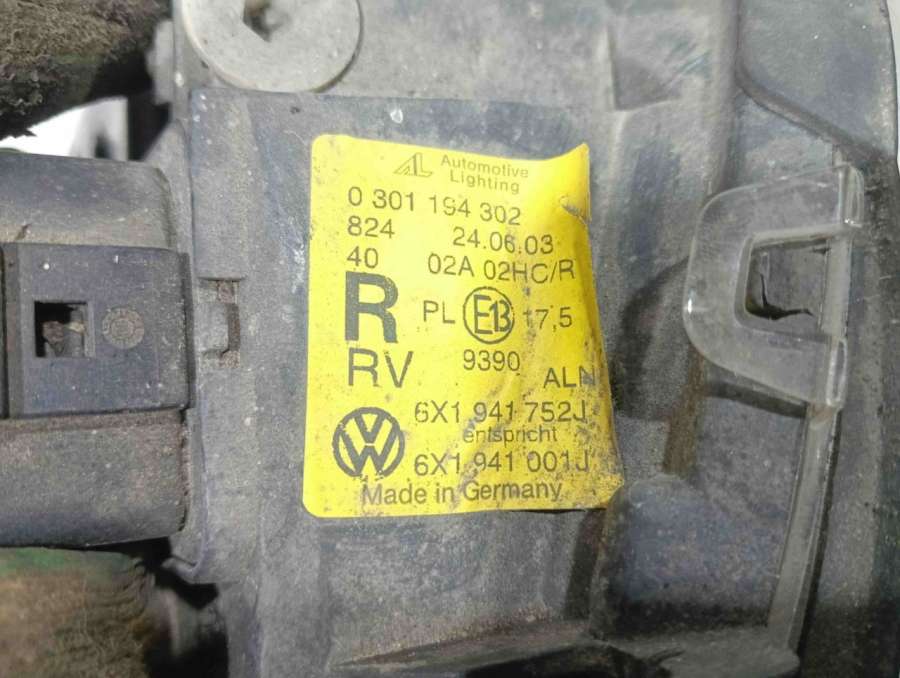 AL Automotive
Lighting
0 301 194 302
824 24.06.03
40 02A 02HC/R
R PL E13 17,5
RV 9390
ALN
6X1 941 752J
entspricht
6X1 941 001J
Made in Germany